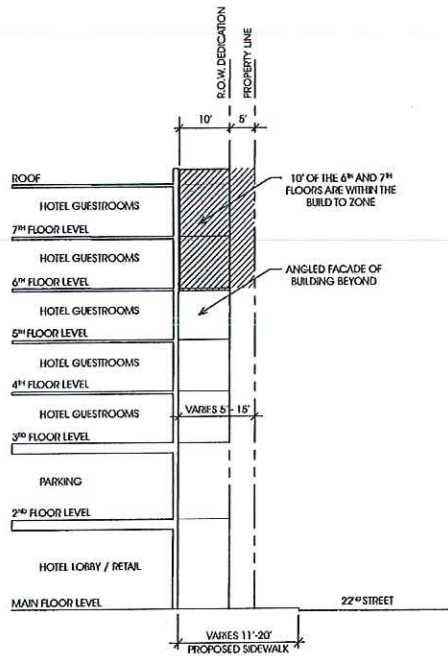 R.O.W. DEDICATION
PROPERTY LINE
10'
5'
ROOF
10' OF THE 6TH AND 7TH
FLOORS ARE WITHIN THE
BUILD TO ZONE
HOTEL GUESTROOMS
7TH FLOOR LEVEL
HOTEL GUESTROOMS
6TH FLOOR LEVEL
ANGLED FACADE OF
BUILDING BEYOND
HOTEL GUESTROOMS
5TH FLOOR LEVEL
HOTEL GUESTROOMS
4TH FLOOR LEVEL
HOTEL GUESTROOMS
VARIES 5' - 15'
3RD FLOOR LEVEL
PARKING
2ND FLOOR LEVEL
HOTEL LOBBY / RETAIL
MAIN FLOOR LEVEL
22ND STREET
VARIES 11'-20'
PROPOSED SIDEWALK